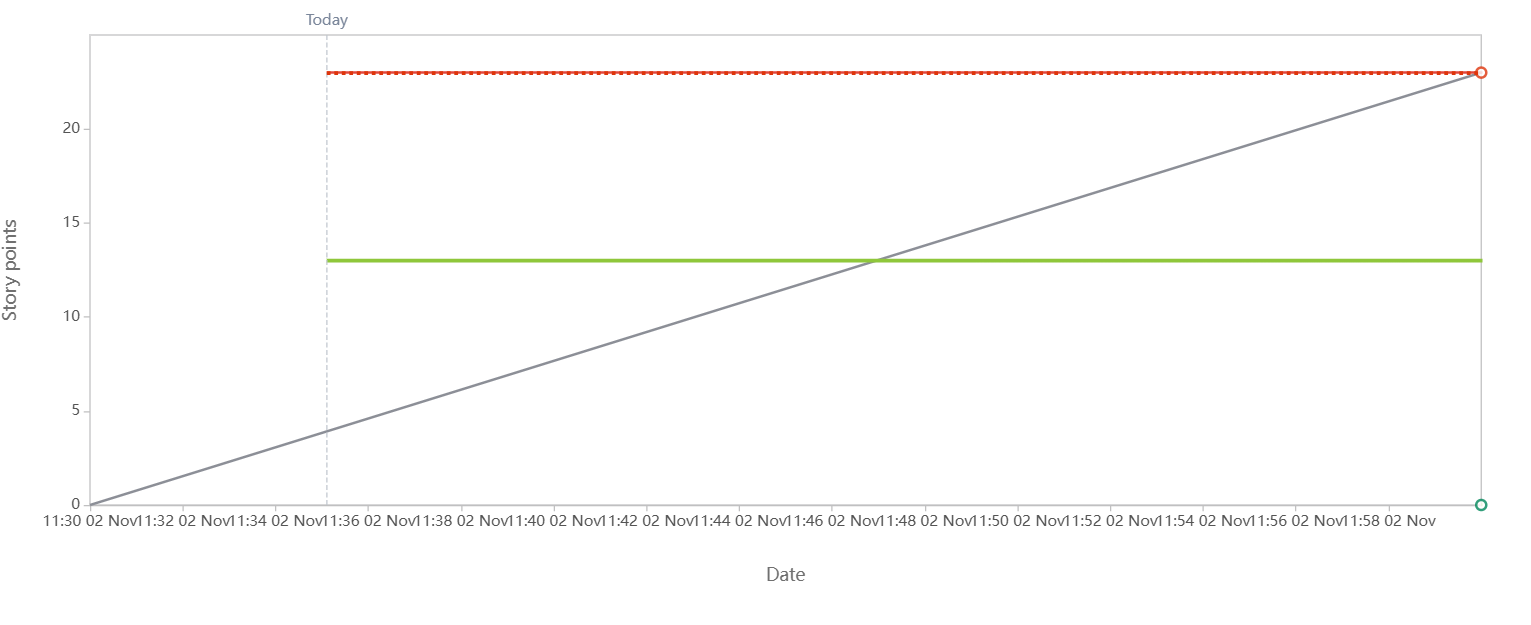 Today
20
15
10
5
0
Story points
11:30 02 Nov11:32 02 Nov11:34 02 Nov11:36 02 Nov11:38 02 Nov11:40 02 Nov11:42 02 Nov11:44 02 Nov11:46 02 Nov11:48 02 Nov11:50 02 Nov11:52 02 Nov11:54 02 Nov11:56 02 Nov11:58 02 Nov
Date